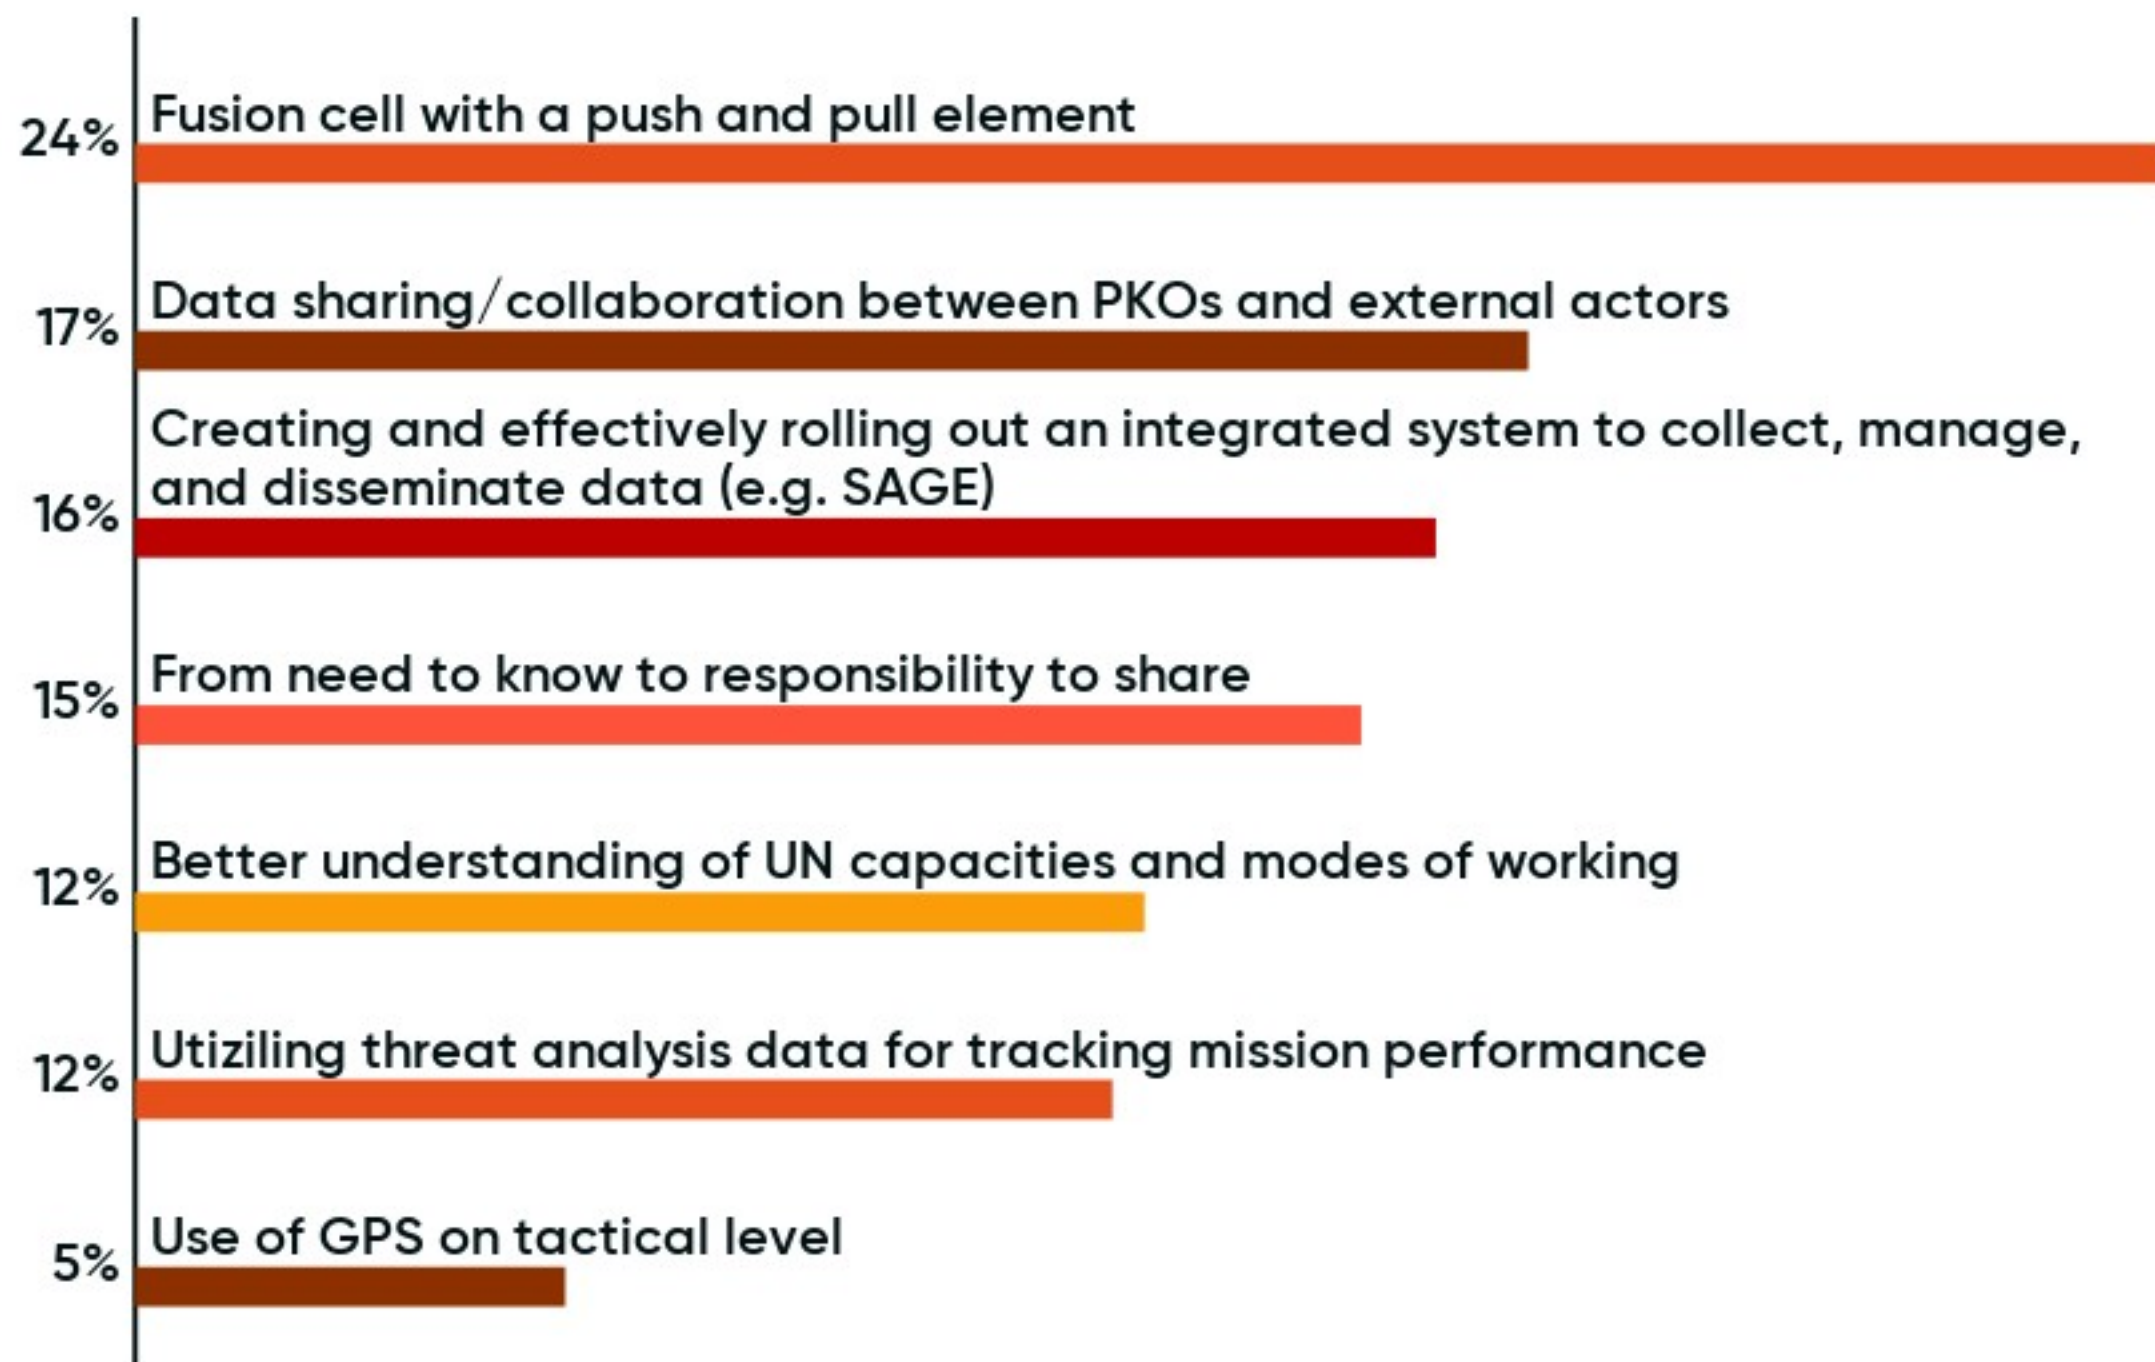 Fusion cell with a push and pull element
24%
Data sharing/collaboration between PKOs and external actors
17%
Creating and effectively rolling out an integrated system to collect, manage,
and disseminate data (e.g. SAGE)
16%
From need to know to responsibility to share
15%
Better understanding of UN capacities and modes of working
12%
Utiziling threat analysis data for tracking mission performance
12%
Use of GPS on tactical level
5%